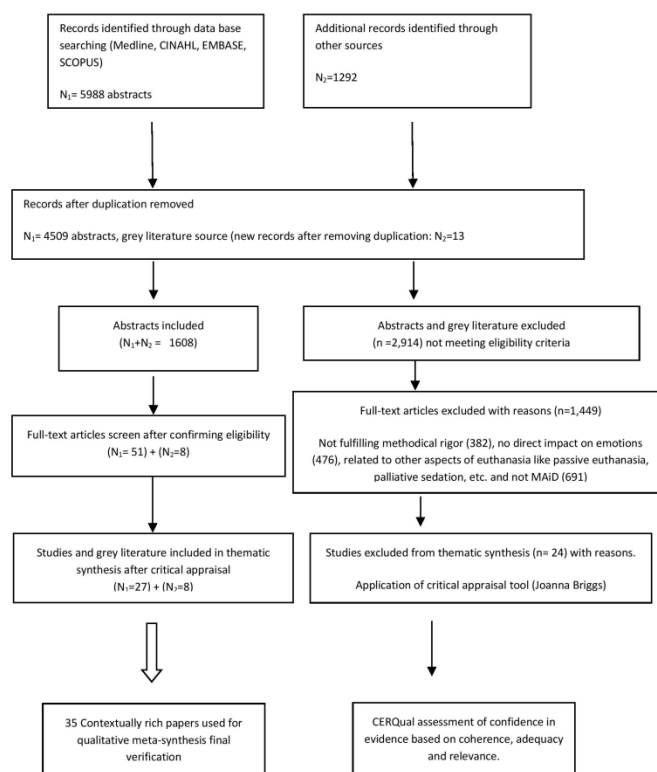 Records identified through data base
searching (Medline, CINAHL, EMBASE,
SCOPUS)
N₁= 5988 abstracts
Additional records identified through
other sources
N₂=1292
Records after duplication removed
N₁= 4509 abstracts, grey literature source (new records after removing duplication: N₂=13
Abstracts included
(N₁+N₂ = 1608)
Abstracts and grey literature excluded
(n =2,914) not meeting eligibility criteria
Full-text articles screen after confirming eligibility
(N₁= 51) + (N₂=8)
Full-text articles excluded with reasons (n=1,449)
Not fulfilling methodical rigor (382), no direct impact on emotions
(476), related to other aspects of euthanasia like passive euthanasia,
palliative sedation, etc. and not MAiD (691)
Studies and grey literature included in thematic
synthesis after critical appraisal
(N₁=27) + (N₂=8)
Studies excluded from thematic synthesis (n= 24) with reasons.
Application of critical appraisal tool (Joanna Briggs)
35 Contextually rich papers used for
qualitative meta-synthesis final
verification
CERQual assessment of confidence in
evidence based on coherence, adequacy
and relevance.